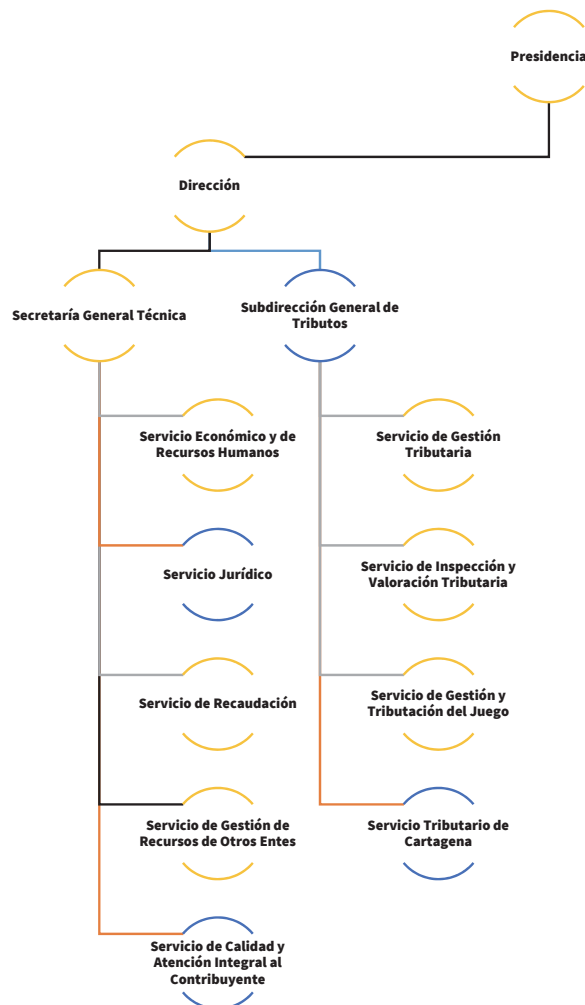 Presidencia
Dirección
Secretaría General Técnica
Subdirección General de
Tributos
Servicio Económico y de
Recursos Humanos
Servicio de Gestión
Tributaria
Servicio Jurídico
Servicio de Inspección y
Valoración Tributaria
Servicio de Recaudación
Servicio de Gestión y
Tributación del Juego
Servicio de Gestión de
Recursos de Otros Entes
Servicio Tributario de
Cartagena
Servicio de Calidad y
Atención Integral al
Contribuyente